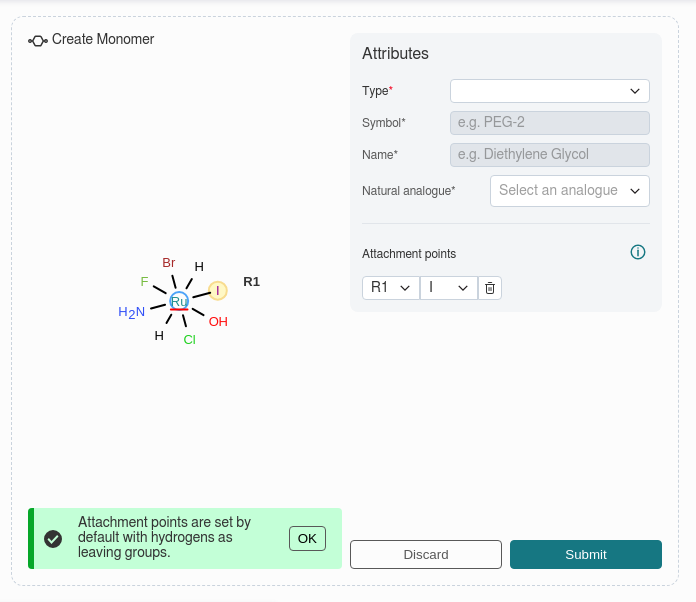 Create Monomer
Attributes
Type*
Symbol* e.g. PEG-2
Name* e.g. Diethylene Glycol
Natural analogue* Select an analogue
Attachment points
R1 I
Br H
F I R1
Ru
H2N OH
H Cl
Attachment points are set by
default with hydrogens as
leaving groups.
OK
Discard Submit